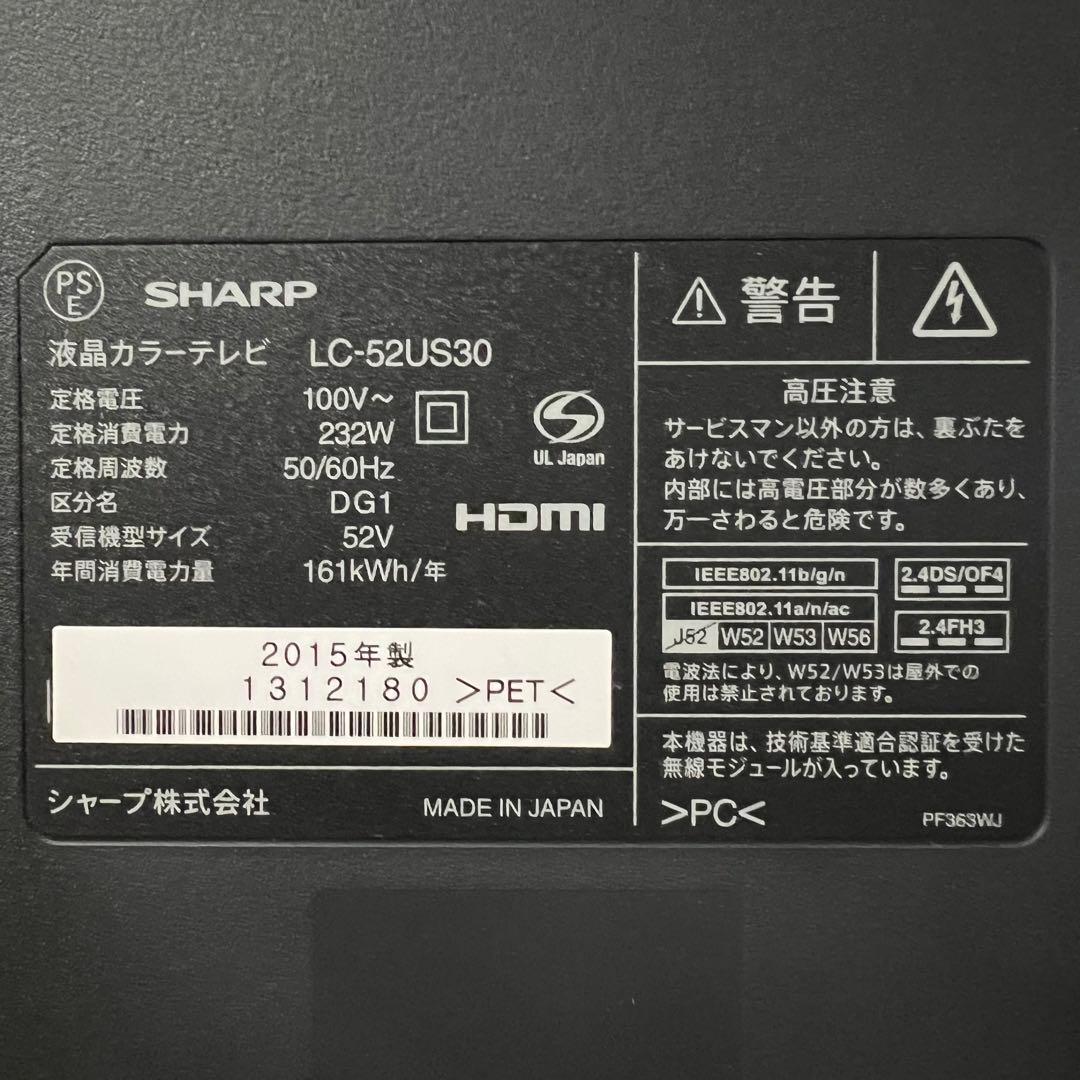 PSE
SHARP
液晶カラーテレビ LC-52US30
定格電圧 100V～
定格消費電力 232W
定格周波数 50/60Hz
区分名 DG1
受信機型サイズ 52V
年間消費電力量 161kWh/年
UL Japan
HDMI
2015年製
1312180 >PET<
シャープ株式会社 MADE IN JAPAN
警告
高圧注意
サービスマン以外の方は、裏ぶたを
あけないでください。
内部には高電圧部分が数多くあり、
万一さわると危険です。
IEEE802.11b/g/n
IEEE802.11a/n/ac
J52 W52 W53 W56
2.4DS/OF4
2.4FH3
電波法により、W52/W53は屋外での
使用は禁止されております。
本機器は、技術基準適合認証を受けた
無線モジュールが入っています。
>PC< PF363WJ